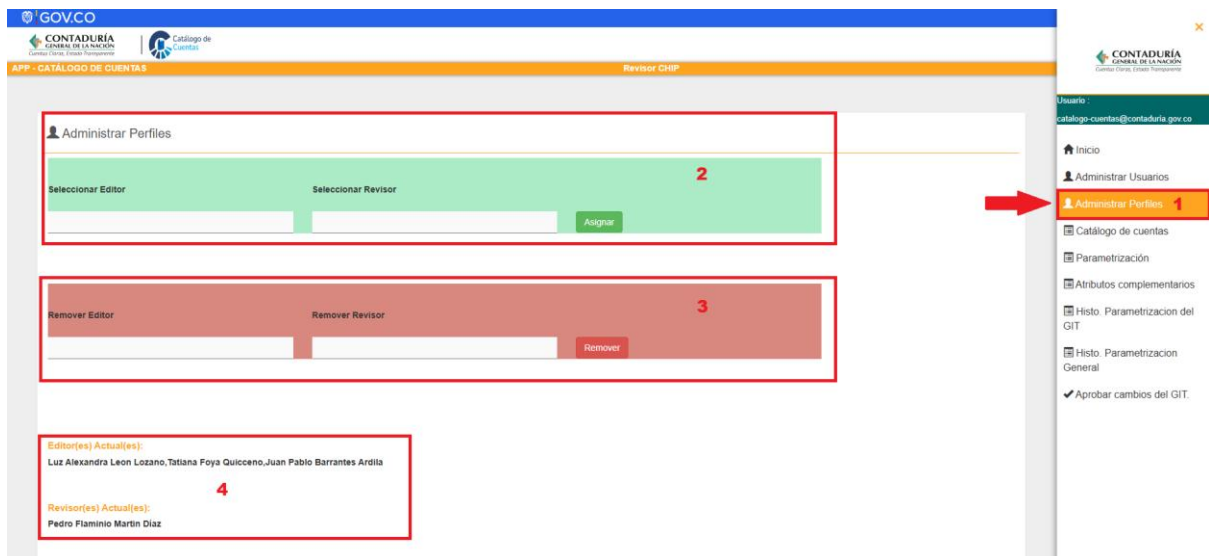 GOV.CO
CONTADURÍA
GENERAL DE LA NACIÓN
Cuentas Claras, Estado Transparente
Catálogo de
Cuentas
APP - CATÁLOGO DE CUENTAS
Revisor CHIP
Administrar Perfiles
2
Seleccionar Editor
Seleccionar Revisor
Asignar
3
Remover Editor
Remover Revisor
Remover
Editor(es) Actual(es):
Luz Alexandra Leon Lozano,Tatiana Foya Quicceno,Juan Pablo Barrantes Ardila
4
Revisor(es) Actual(es):
Pedro Flaminio Martin Díaz
×
CONTADURÍA
GENERAL DE LA NACIÓN
Cuentas Claras, Estado Transparente
Usuario :
catalogo-cuentas@contaduria.gov.co
Inicio
Administrar Usuarios
Administrar Perfiles 1
Catálogo de cuentas
Parametrización
Atributos complementarios
Histo. Parametrizacion del
GIT
Histo. Parametrizacion
General
Aprobar cambios del GIT.